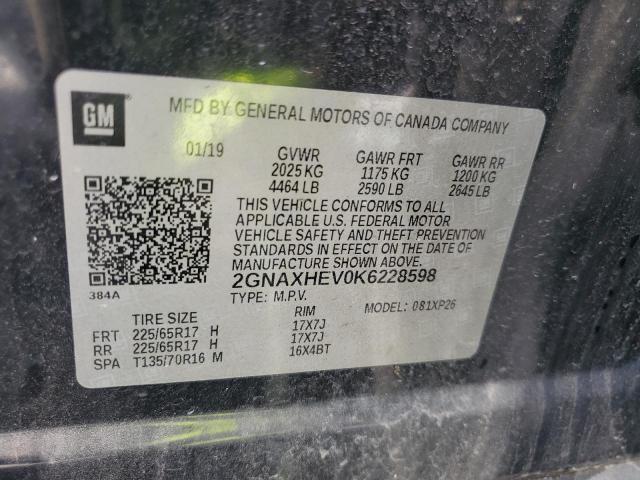 GM
MFD BY GENERAL MOTORS OF CANADA COMPANY
01/19 GVWR GAWR FRT GAWR RR
2025 KG 1175 KG 1200 KG
4464 LB 2590 LB 2645 LB
THIS VEHICLE CONFORMS TO ALL
APPLICABLE U.S. FEDERAL MOTOR
VEHICLE SAFETY AND THEFT PREVENTION
STANDARDS IN EFFECT ON THE DATE OF
MANUFACTURE SHOWN ABOVE.
384A
2GNAXHEV0K6228598
TYPE: M.P.V. MODEL: 081XP26
TIRE SIZE RIM
FRT 225/65R17 H 17X7J
RR 225/65R17 H 17X7J
SPA T135/70R16 M 16X4BT